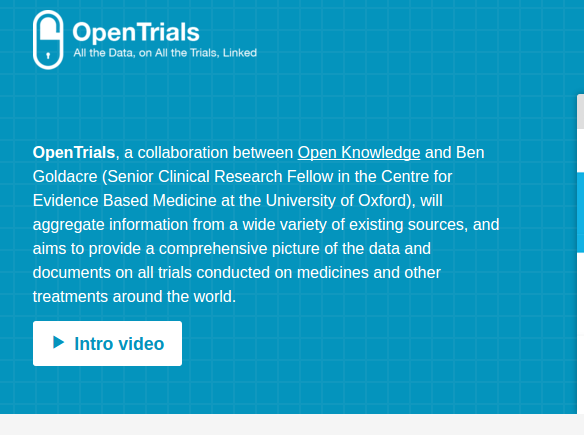 OpenTrials
All the Data, on All the Trials, Linked
OpenTrials, a collaboration between Open Knowledge and Ben
Goldacre (Senior Clinical Research Fellow in the Centre for
Evidence Based Medicine at the University of Oxford), will
aggregate information from a wide variety of existing sources, and
aims to provide a comprehensive picture of the data and
documents on all trials conducted on medicines and other
treatments around the world.
Intro video